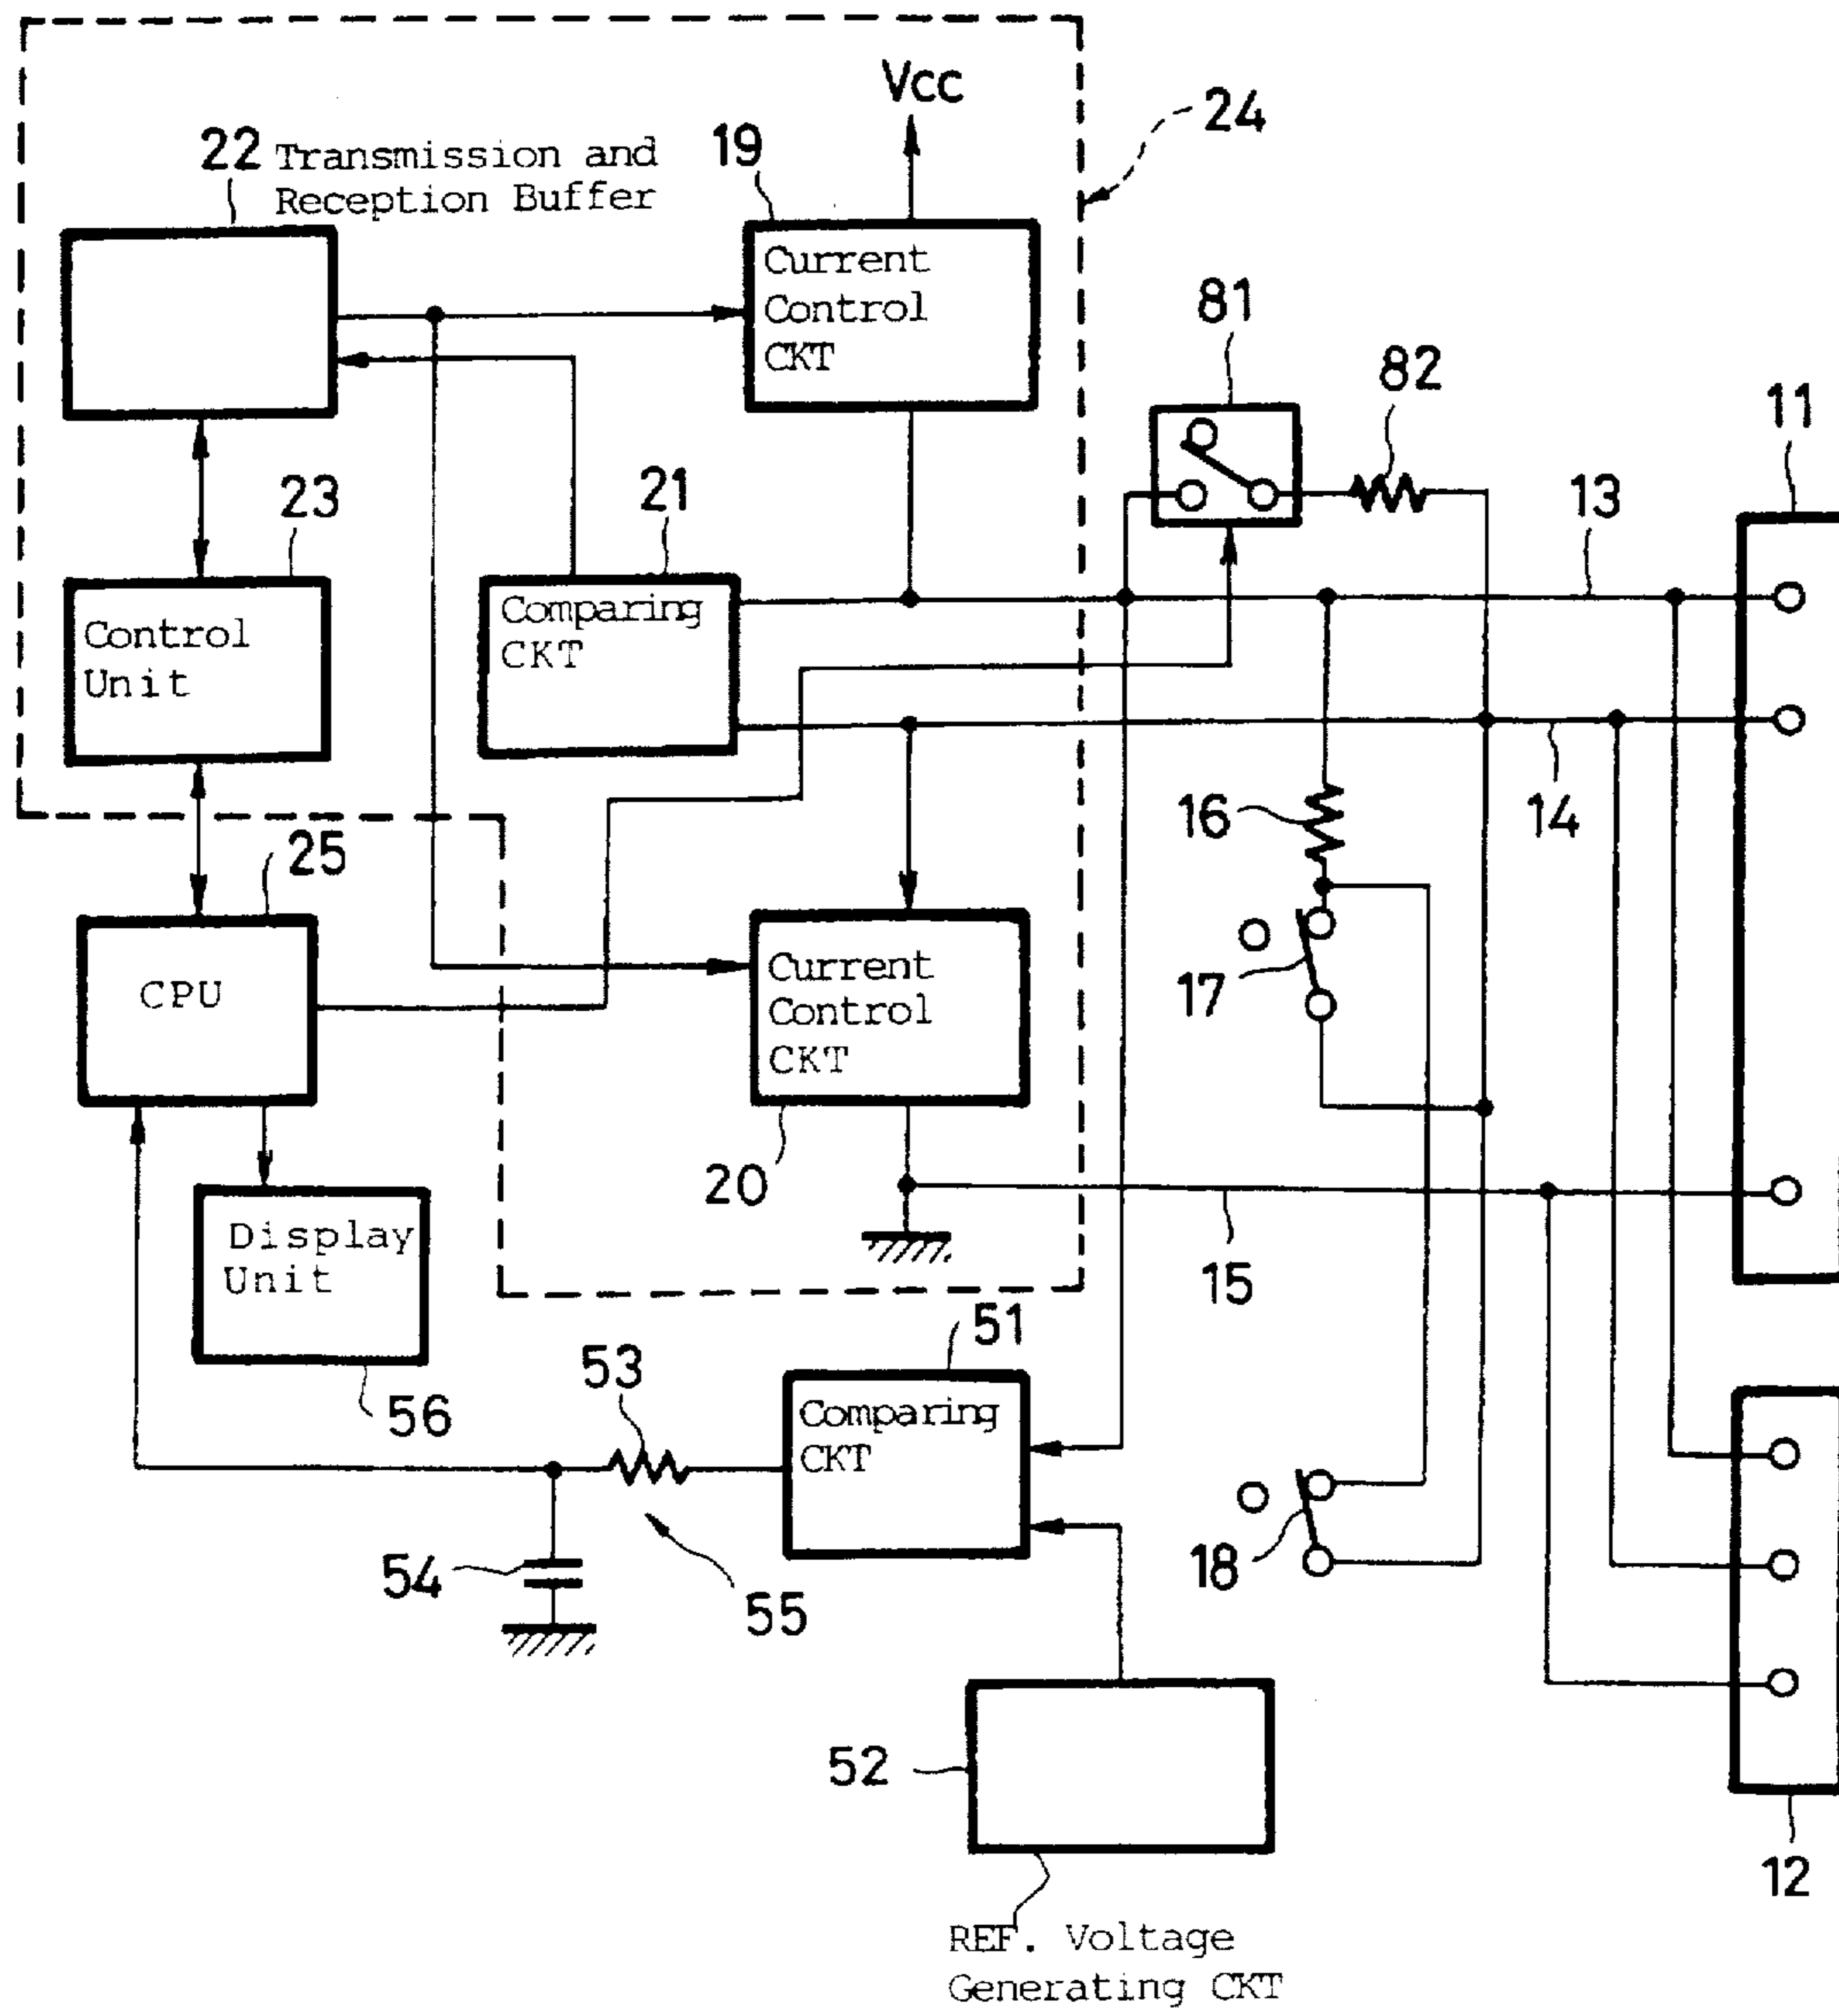 Vcc
24
22 Transmission and
Reception Buffer
19
Current
Control
CKT
81
82
11
23
21
13
Control
Unit
Comparing
CKT
16
14
25
CPU
17
Current
Control
CKT
20
Display
Unit
15
51
53
56
Comparing
CKT
54
55
18
52
12
REF. Voltage
Generating CKT